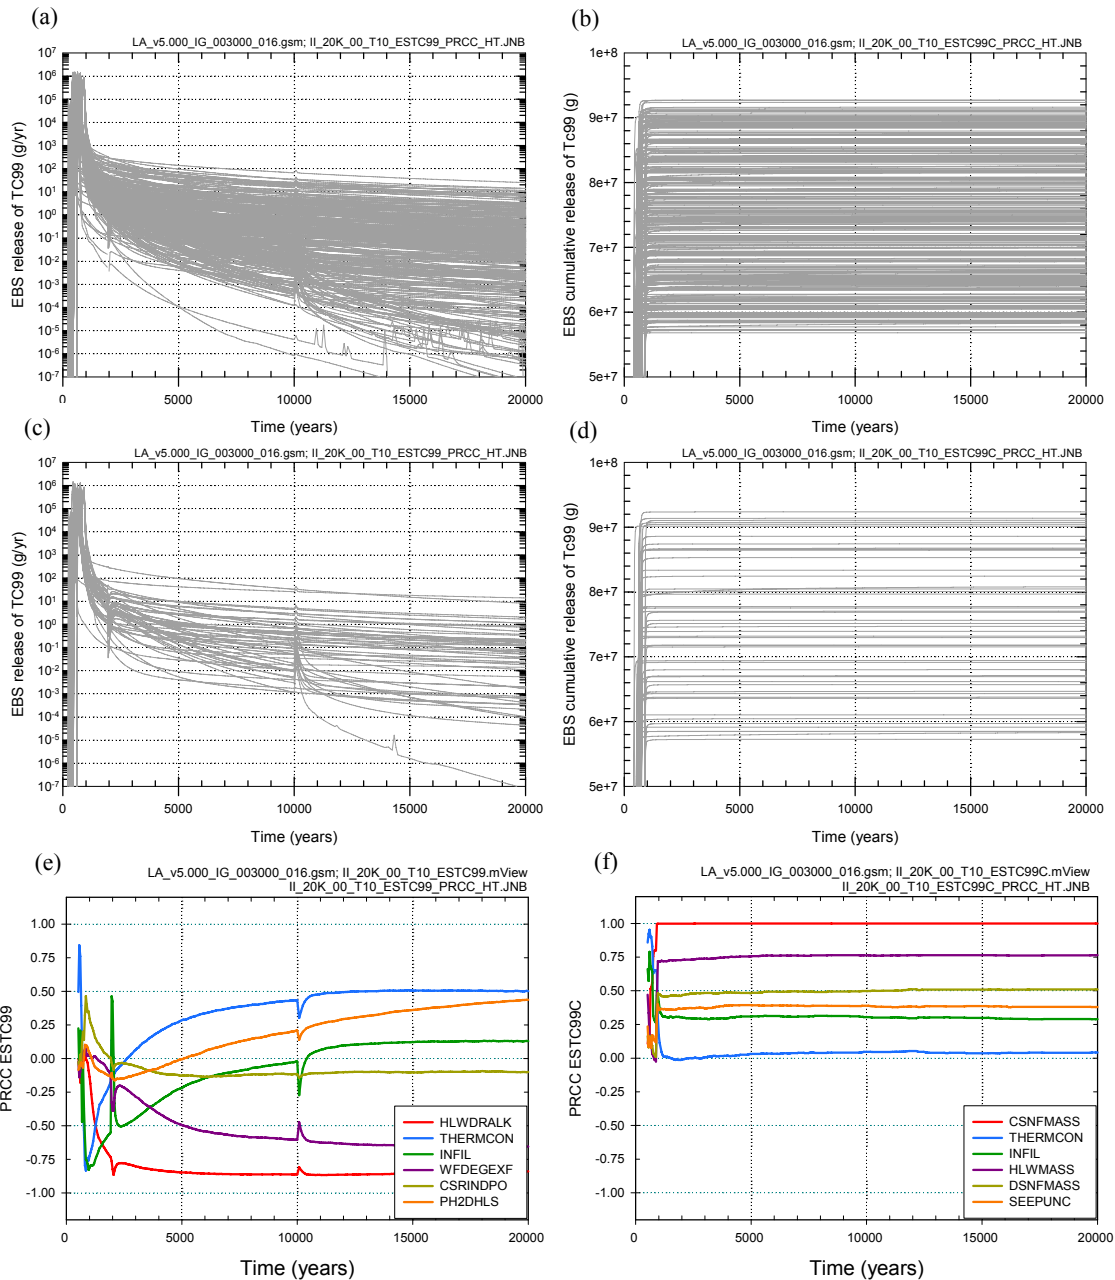 (a)
LA_v5.000_IG_003000_016.gsm; II_20K_00_T10_ESTC99_PRCC_HT.JNB
EBS release of TC99 (g/yr)
10^7
10^6
10^5
10^4
10^3
10^2
10^1
10^0
10^-1
10^-2
10^-3
10^-4
10^-5
10^-6
10^-7
0 5000 10000 15000 20000
Time (years)
(b)
LA_v5.000_IG_003000_016.gsm; II_20K_00_T10_ESTC99C_PRCC_HT.JNB
EBS cumulative release of Tc99 (g)
1e+8
9e+7
8e+7
7e+7
6e+7
5e+7
0 5000 10000 15000 20000
Time (years)
(c)
LA_v5.000_IG_003000_016.gsm; II_20K_00_T10_ESTC99_PRCC_HT.JNB
EBS release of TC99 (g/yr)
10^7
10^6
10^5
10^4
10^3
10^2
10^1
10^0
10^-1
10^-2
10^-3
10^-4
10^-5
10^-6
10^-7
0 5000 10000 15000 20000
Time (years)
(d)
LA_v5.000_IG_003000_016.gsm; II_20K_00_T10_ESTC99C_PRCC_HT.JNB
EBS cumulative release of Tc99 (g)
1e+8
9e+7
8e+7
7e+7
6e+7
5e+7
0 5000 10000 15000 20000
Time (years)
(e)
LA_v5.000_IG_003000_016.gsm; II_20K_00_T10_ESTC99.mView
II_20K_00_T10_ESTC99_PRCC_HT.JNB
PRCC ESTC99
1.00
0.75
0.50
0.25
0.00
-0.25
-0.50
-0.75
-1.00
HLWDRALK
THERMCON
INFIL
WFDEGEXF
CSRINDPO
PH2DHLS
0 5000 10000 15000 20000
Time (years)
(f)
LA_v5.000_IG_003000_016.gsm; II_20K_00_T10_ESTC99C.mView
II_20K_00_T10_ESTC99C_PRCC_HT.JNB
PRCC ESTC99C
1.00
0.75
0.50
0.25
0.00
-0.25
-0.50
-0.75
-1.00
CSNFMASS
THERMCON
INFIL
HLWMASS
DSNFMASS
SEEPUNC
0 5000 10000 15000 20000
Time (years)